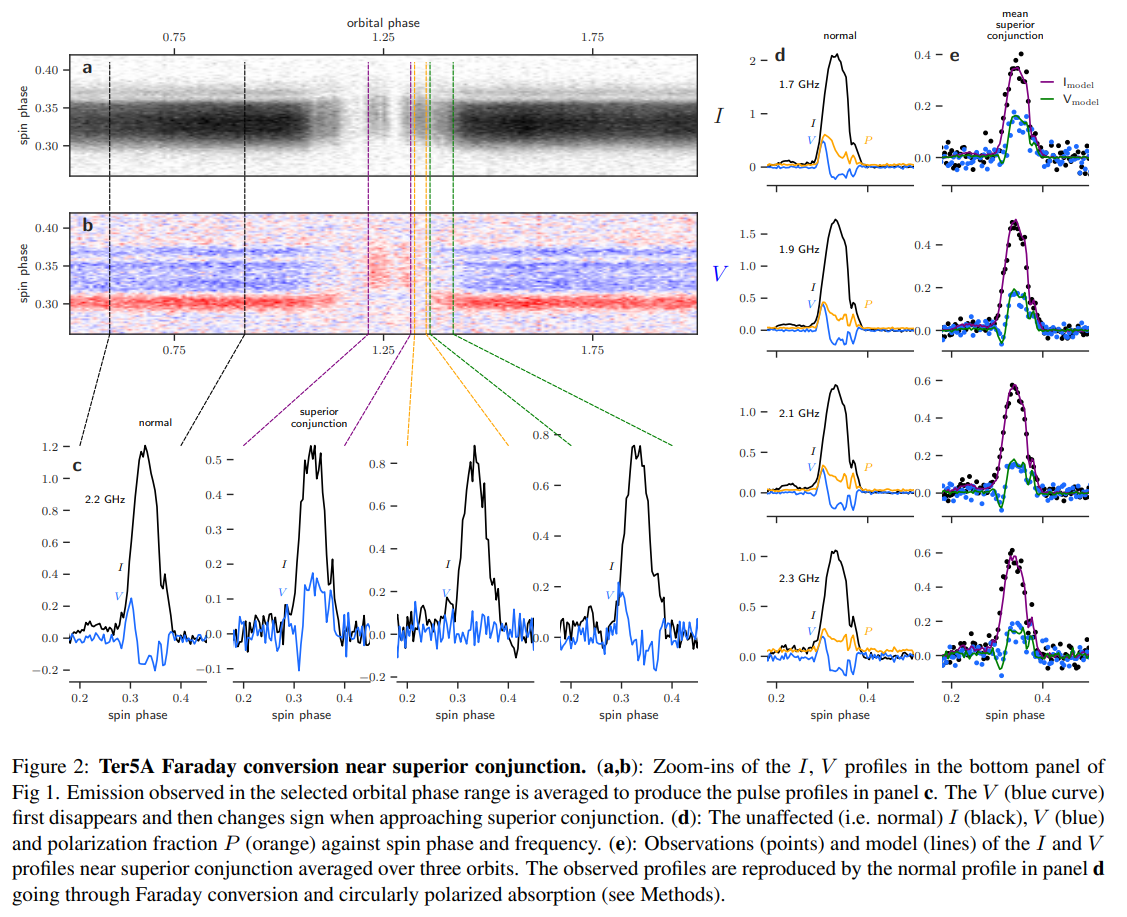 orbital phase
0.75 1.25 1.75
a
spin phase
0.40
0.35
0.30
b
spin phase
0.40
0.35
0.30
0.75 1.25 1.75
normal
superior
conjunction
c
2.2 GHz
I
V
1.2
1.0
0.8
0.6
0.4
0.2
0.0
−0.2
0.2 0.3 0.4
spin phase
I
V
0.5
0.4
0.3
0.2
0.1
0.0
−0.1
0.2 0.3 0.4
spin phase
I
V
0.8
0.6
0.4
0.2
0.0
−0.2
0.2 0.3 0.4
spin phase
I
V
0.8
0.6
0.4
0.2
0.0
0.2 0.3 0.4
spin phase
I
V
normal
d
1.7 GHz
I
V P
2
1
0
1.9 GHz
I
V P
1.5
1.0
0.5
0.0
2.1 GHz
I
V P
1.0
0.5
0.0
2.3 GHz
I
V P
1.0
0.5
0.0
0.2 0.4
spin phase
mean
superior
conjunction
e
I model
V model
0.4
0.2
0.0
0.4
0.2
0.0
0.6
0.4
0.2
0.0
0.6
0.4
0.2
0.0
0.2 0.4
spin phase
Figure 2: Ter5A Faraday conversion near superior conjunction. (a,b): Zoom-ins of the I, V profiles in the bottom panel of
Fig 1. Emission observed in the selected orbital phase range is averaged to produce the pulse profiles in panel c. The V (blue curve)
first disappears and then changes sign when approaching superior conjunction. (d): The unaffected (i.e. normal) I (black), V (blue)
and polarization fraction P (orange) against spin phase and frequency. (e): Observations (points) and model (lines) of the I and V
profiles near superior conjunction averaged over three orbits. The observed profiles are reproduced by the normal profile in panel d
going through Faraday conversion and circularly polarized absorption (see Methods).